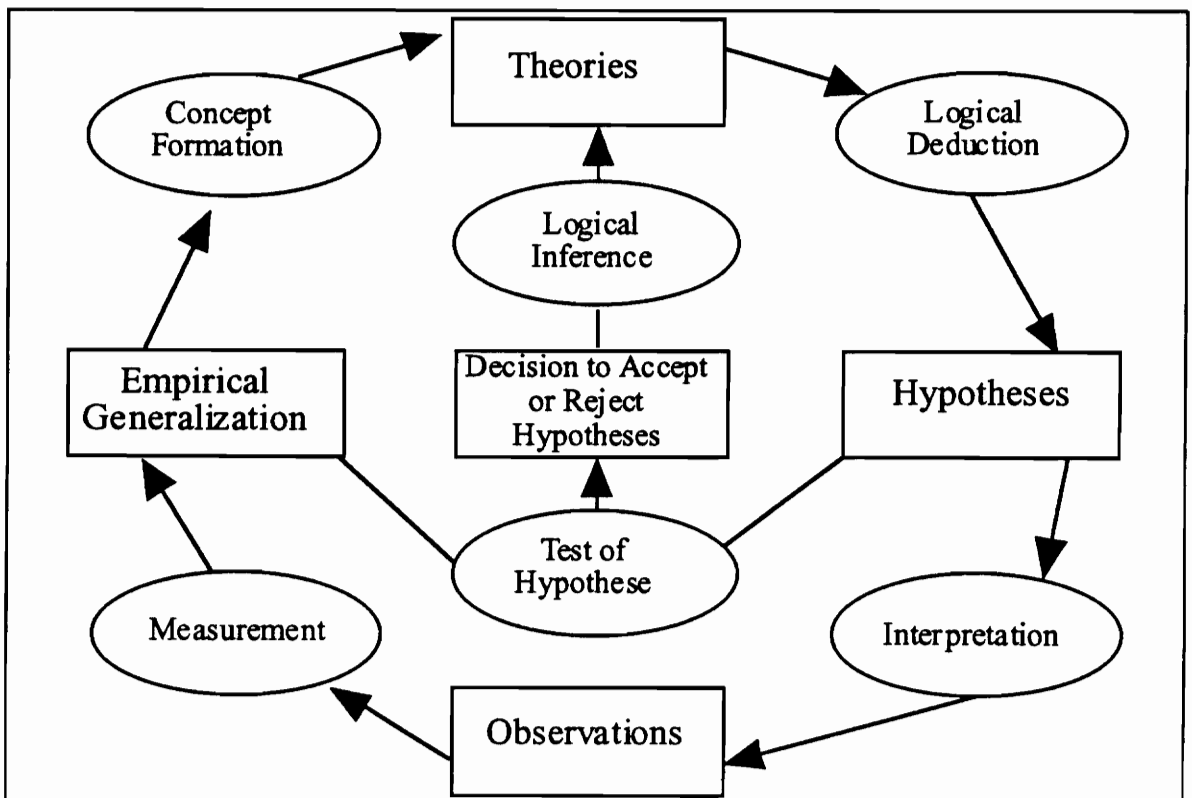 Theories
Concept
Formation
Logical
Deduction
Logical
Inference
Empirical
Generalization
Decision to Accept
or Reject
Hypotheses
Hypotheses
Test of
Hypothese
Measurement
Interpretation
Observations